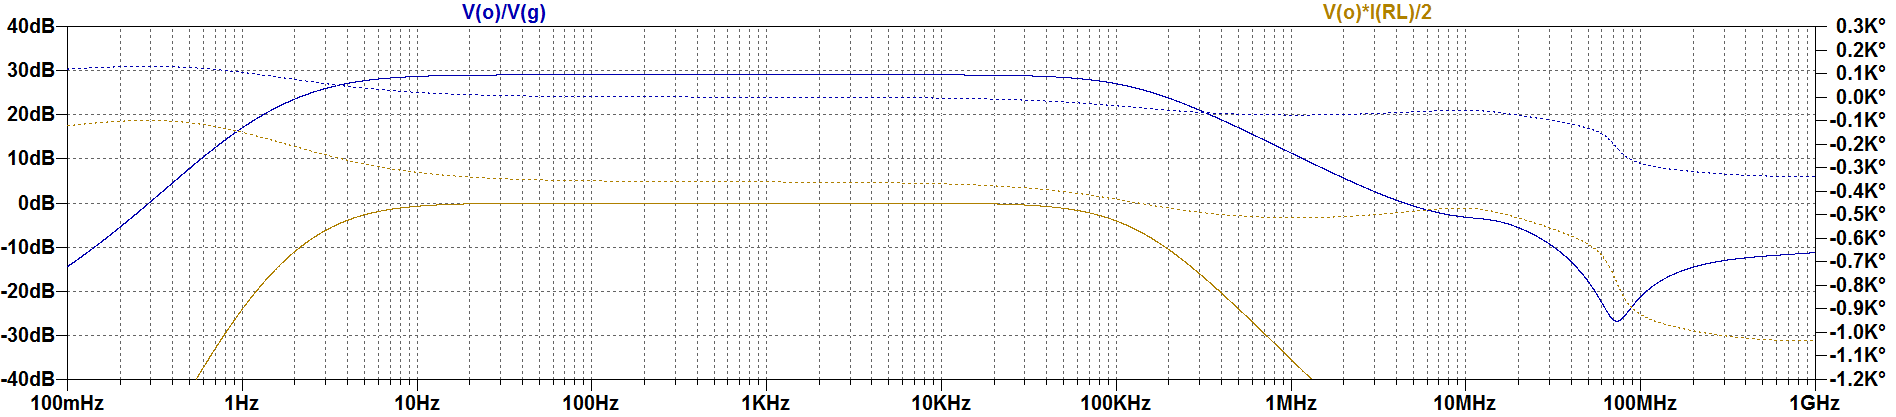 V(o)/V(g) V(o)*I(RL)/2
40dB 0.3K°
0.2K°
30dB 0.1K°
0.0K°
20dB -0.1K°
-0.2K°
10dB -0.3K°
-0.4K°
0dB -0.5K°
-0.6K°
-10dB -0.7K°
-0.8K°
-20dB -0.9K°
-1.0K°
-30dB -1.1K°
-40dB -1.2K°
100mHz 1Hz 10Hz 100Hz 1KHz 10KHz 100KHz 1MHz 10MHz 100MHz 1GHz